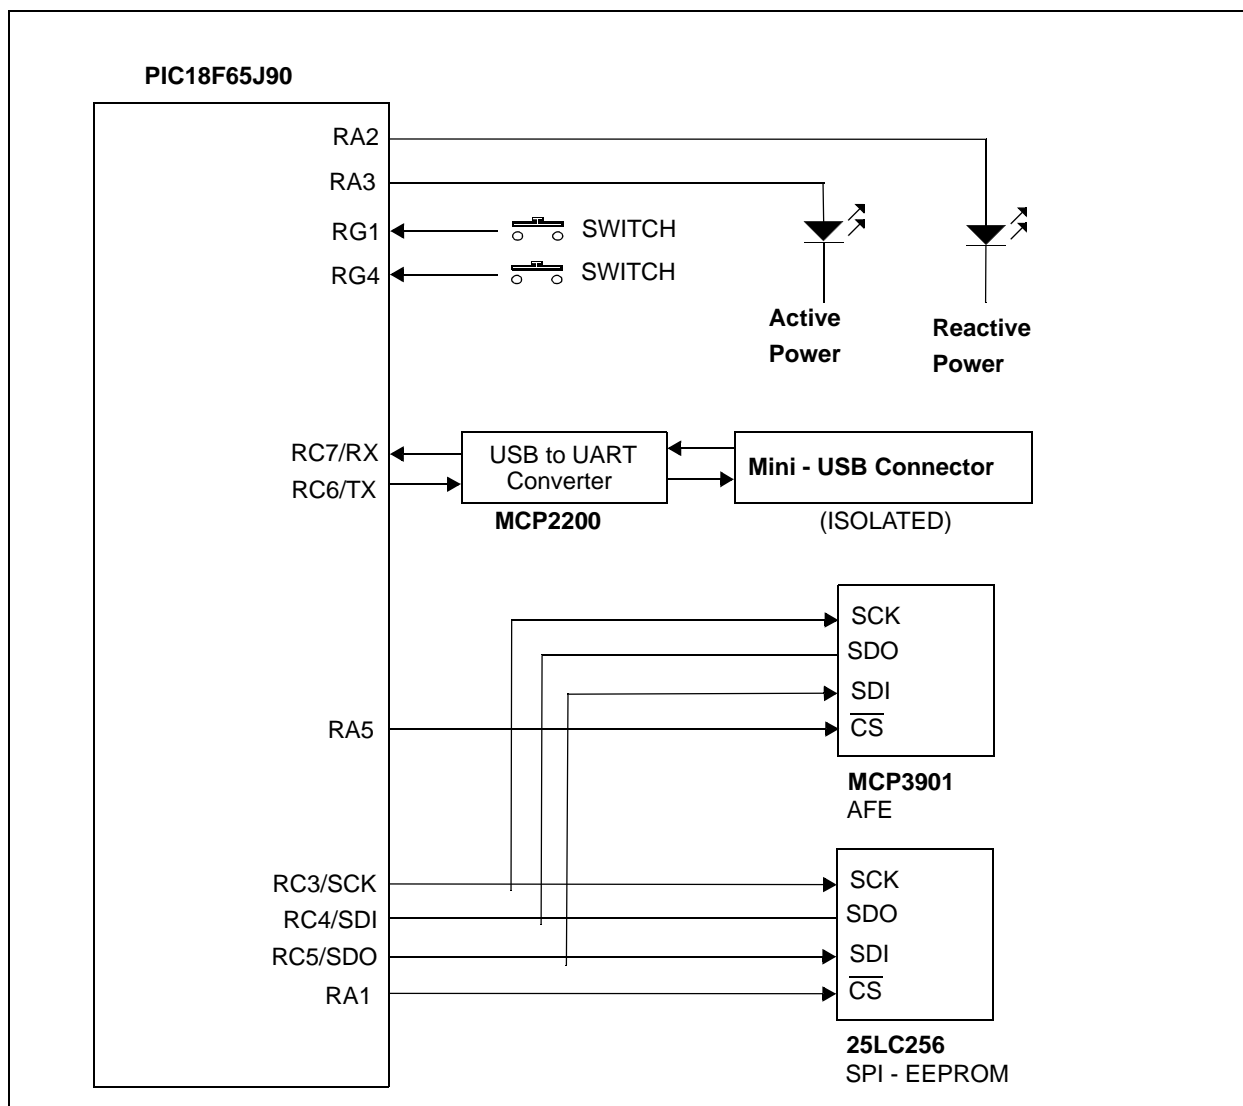 PIC18F65J90
RA2
RA3
RG1
SWITCH
RG4
SWITCH
Active
Power
Reactive
Power
RC7/RX
RC6/TX
USB to UART
Converter
MCP2200
Mini - USB Connector
(ISOLATED)
SCK
SDO
SDI
RA5
CS
MCP3901
AFE
RC3/SCK
SCK
RC4/SDI
SDO
RC5/SDO
SDI
RA1
CS
25LC256
SPI - EEPROM